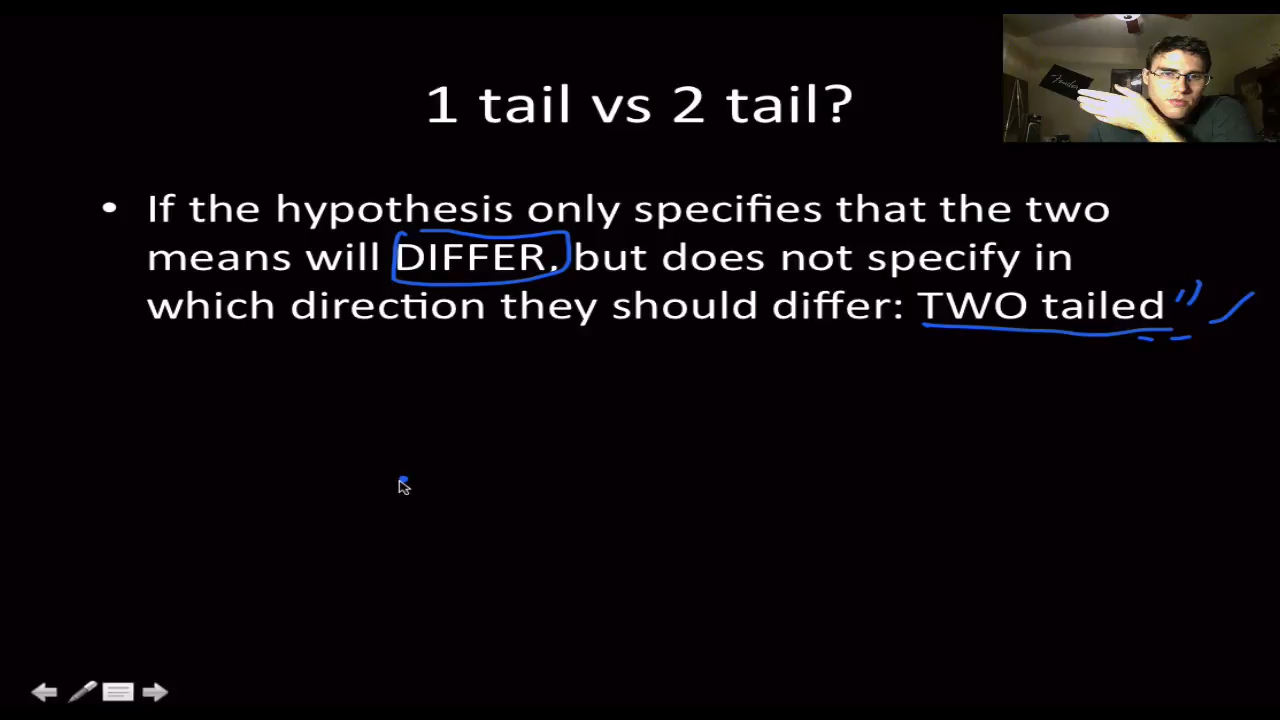 1 tail vs 2 tail?
• If the hypothesis only specifies that the two
means will DIFFER, but does not specify in
which direction they should differ: TWO tailed
Fender